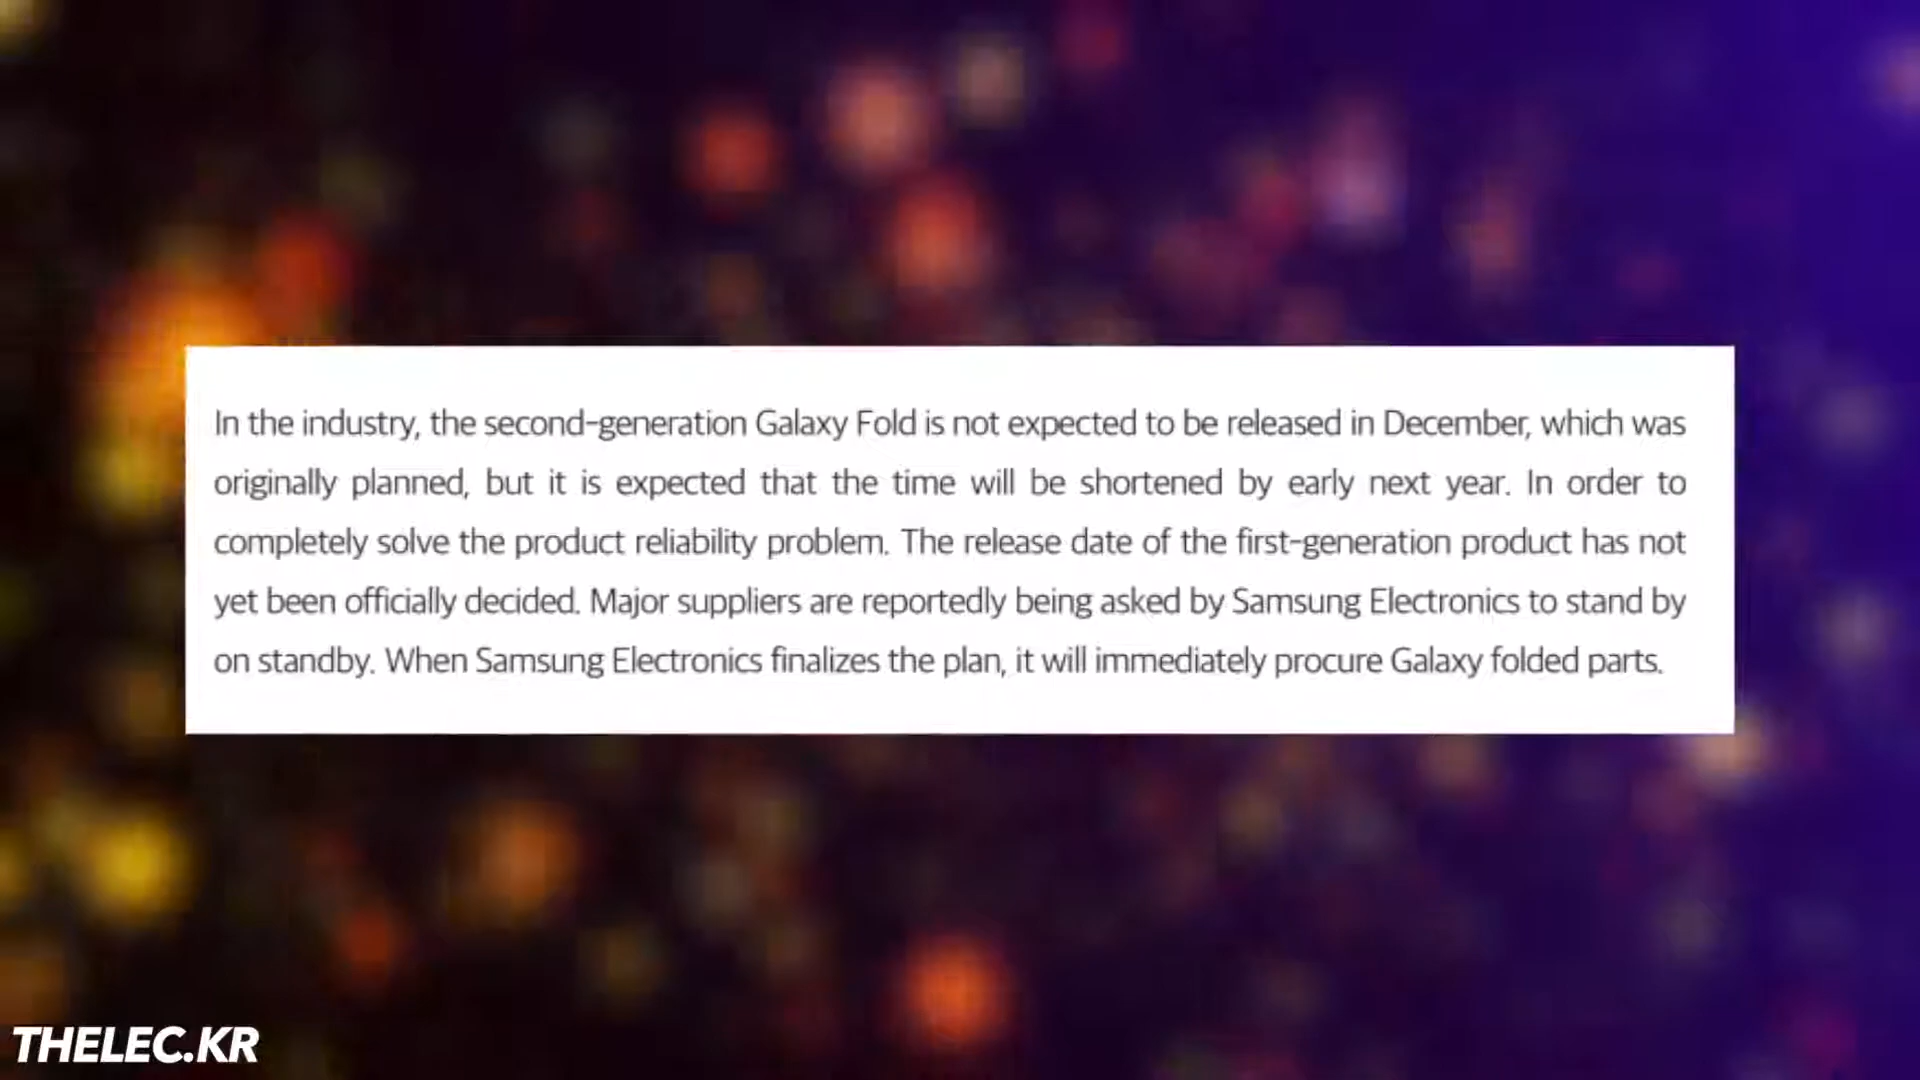 In the industry, the second-generation Galaxy Fold is not expected to be released in December, which was
originally planned, but it is expected that the time will be shortened by early next year. In order to
completely solve the product reliability problem. The release date of the first-generation product has not
yet been officially decided. Major suppliers are reportedly being asked by Samsung Electronics to stand by
on standby. When Samsung Electronics finalizes the plan, it will immediately procure Galaxy folded parts.
THELEC.KR